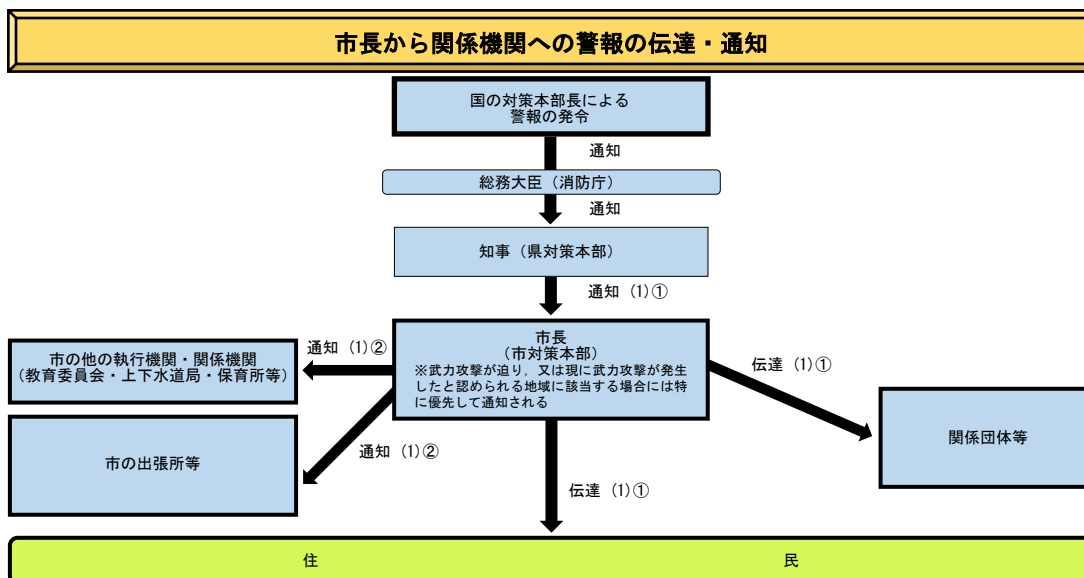 市長から関係機関への警報の伝達・通知
国の対策本部長による
警報の発令
通知
総務大臣（消防庁）
通知
知事（県対策本部）
通知 (1)①
市長
（市対策本部）
※武力攻撃が迫り，又は現に武力攻撃が発生
したと認められる地域に該当する場合には特
に優先して通知される
通知 (1)②
市の他の執行機関・関係機関
（教育委員会・上下水道局・保育所等）
伝達 (1)①
関係団体等
通知 (1)②
市の出張所等
伝達 (1)①
住 民